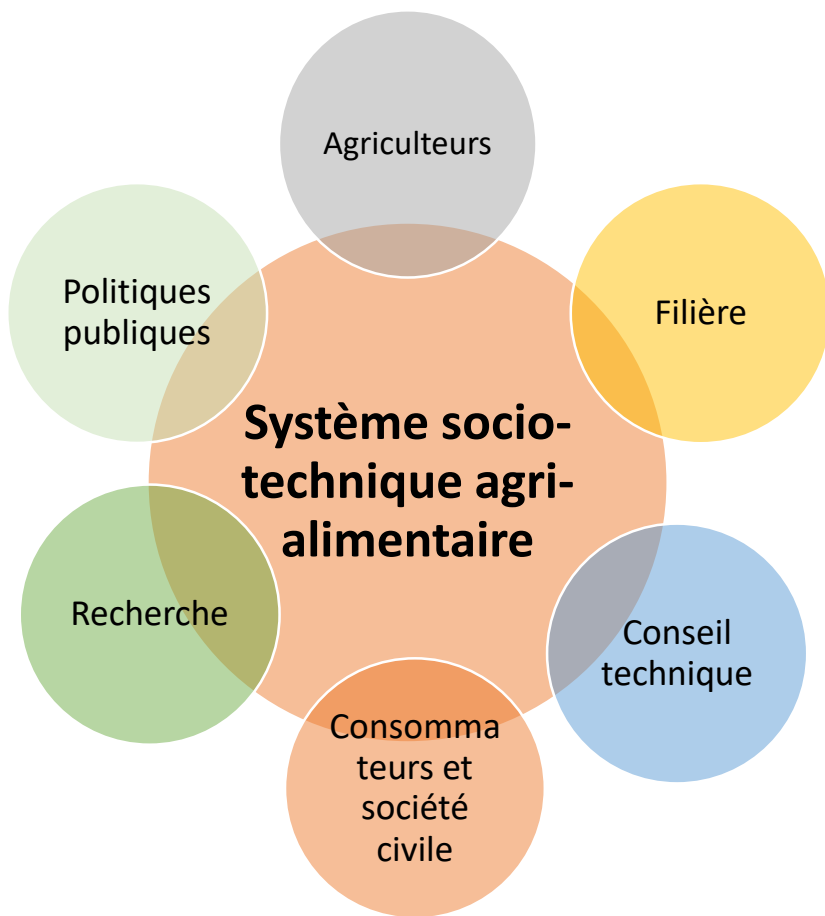 Agriculteurs
Politiques
publiques
Filière
Système socio-
technique agri-
alimentaire
Recherche
Conseil
technique
Consomma
teurs et
société
civile